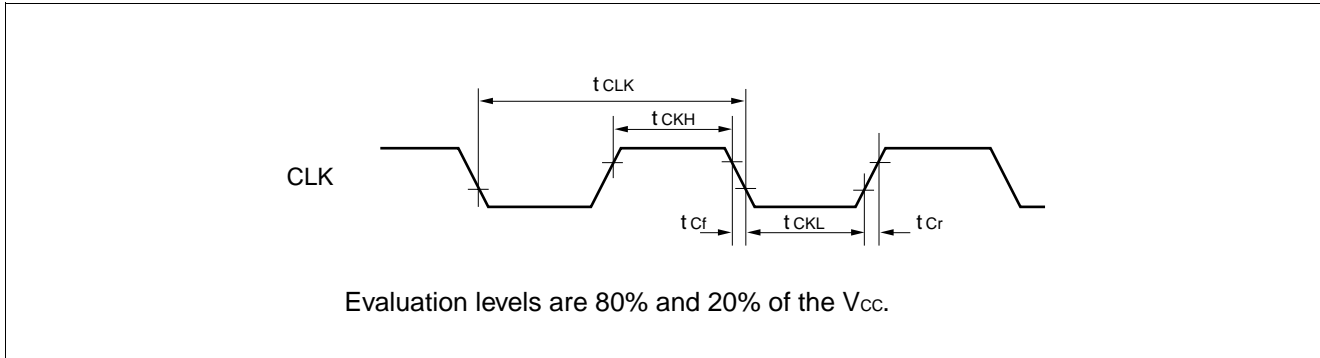 t CLK
t CKH
CLK
t Cf
t CKL
t Cr
Evaluation levels are 80% and 20% of the VCC.